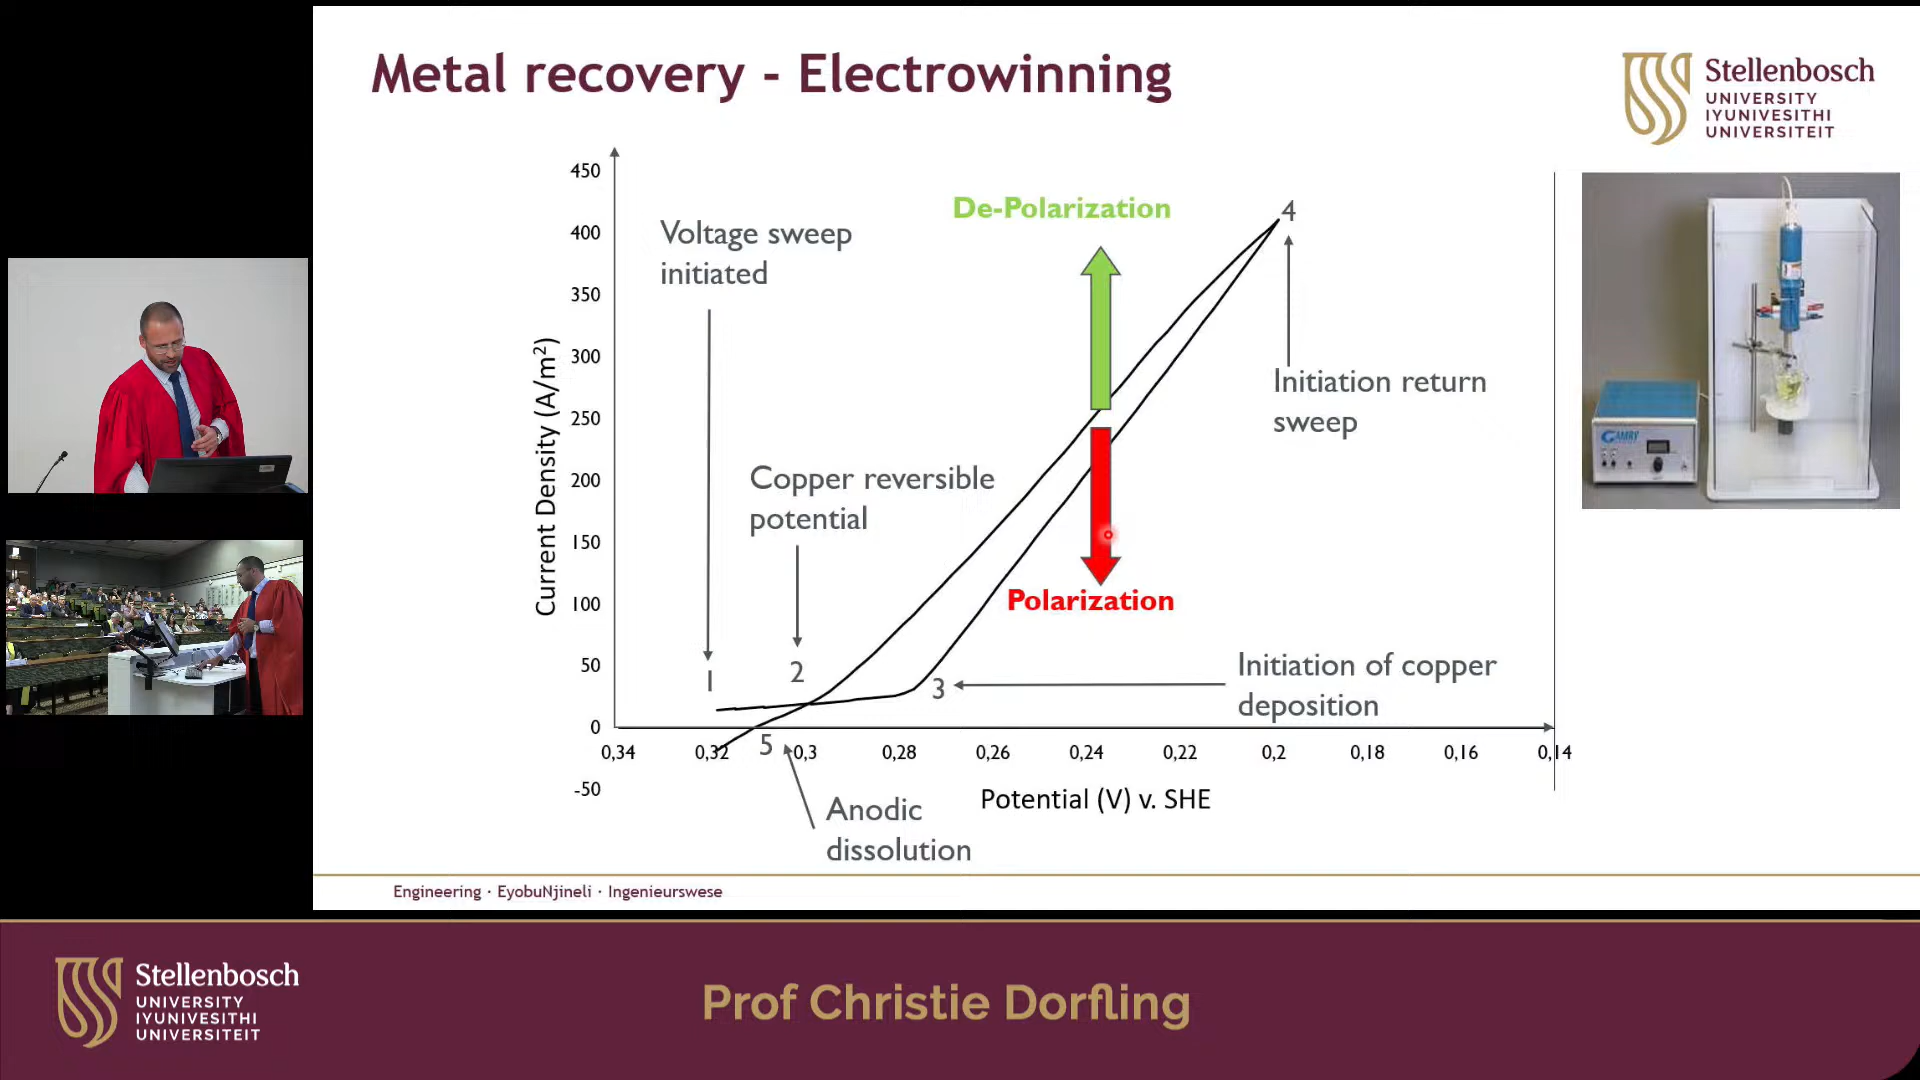 Metal recovery - Electrowinning
Stellenbosch
UNIVERSITY
IYUNIVESITHI
UNIVERSITEIT
450
400
350
300
250
200
150
100
50
0
-50
Current Density (A/m²)
Voltage sweep
initiated
1
Copper reversible
potential
2
De-Polarization
Polarization
4
Initiation return
sweep
3
Initiation of copper
deposition
5
Anodic
dissolution
0,34
0,32
0,3
0,28
0,26
0,24
0,22
0,2
0,18
0,16
0,14
Potential (V) v. SHE
GAMRY
Engineering · EyobuNjineli · Ingenieurswese
Stellenbosch
UNIVERSITY
IYUNIVESITHI
UNIVERSITEIT
Prof Christie Dorfling